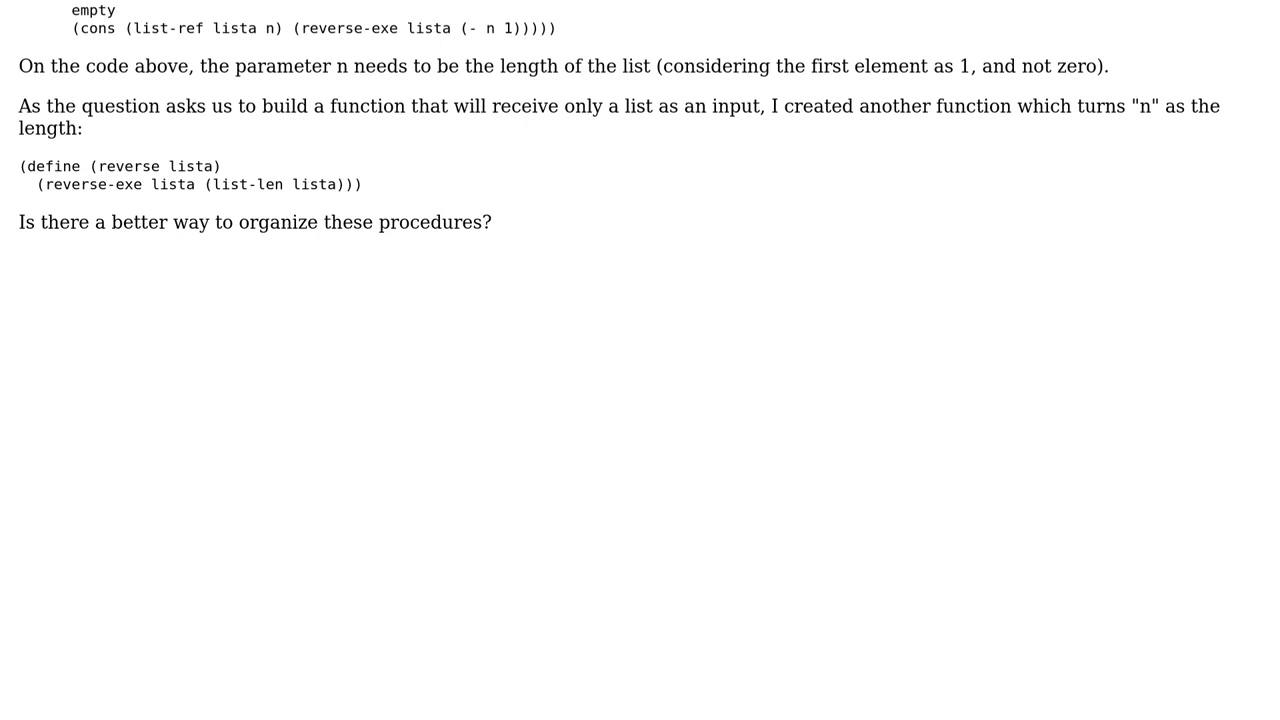 empty
(cons (list-ref lista n) (reverse-exe lista (- n 1)))))
On the code above, the parameter n needs to be the length of the list (considering the first element as 1, and not zero).
As the question asks us to build a function that will receive only a list as an input, I created another function which turns "n" as the
length:
(define (reverse lista)
  (reverse-exe lista (list-len lista)))
Is there a better way to organize these procedures?